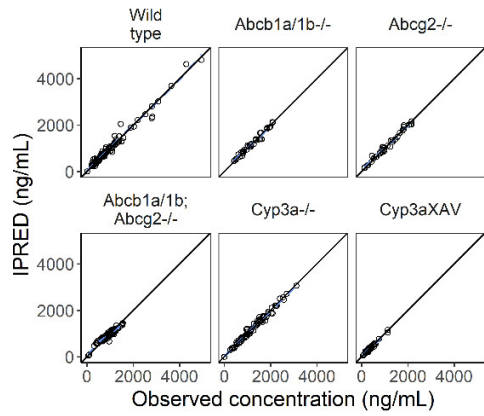 Wild
type
Abcb1a/1b-/-
Abcg2-/-
4000
2000
0
Abcb1a/1b;
Abcg2-/-
Cyp3a-/-
Cyp3aXAV
4000
2000
0
0 2000 4000
0 2000 4000
0 2000 4000
IPRED (ng/mL)
Observed concentration (ng/mL)